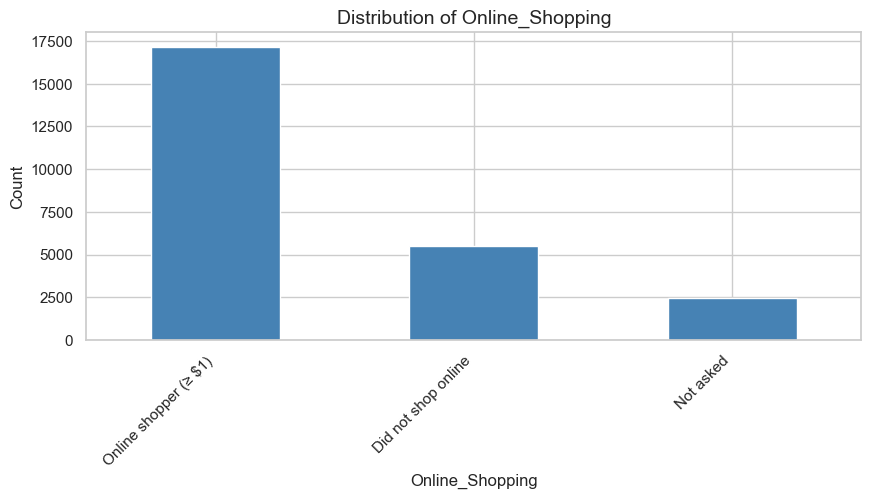 Distribution of Online_Shopping
17500
15000
12500
10000
7500
5000
2500
0
Count
Online shopper (≥ $1)
Did not shop online
Not asked
Online_Shopping